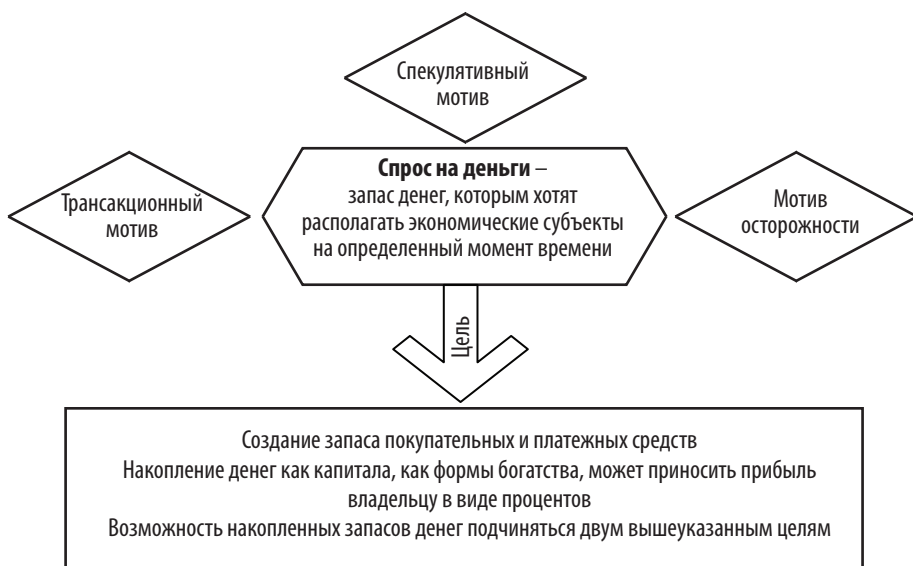 Спекулятивный
мотив
Спрос на деньги –
запас денег, которым хотят
располагать экономические субъекты
на определенный момент времени
Трансакционный
мотив
Мотив
осторожности
Цель
Создание запаса покупательных и платежных средств
Накопление денег как капитала, как формы богатства, может приносить прибыль
владельцу в виде процентов
Возможность накопленных запасов денег подчиняться двум вышеуказанным целям